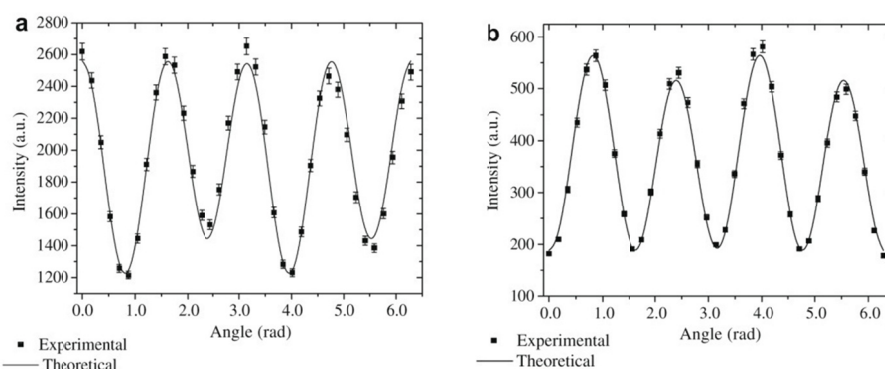 a
2800
2600
2400
2200
2000
1800
1600
1400
1200
Intensity (a.u.)
0.0 1.0 2.0 3.0 4.0 5.0 6.0
Angle (rad)
Experimental
Theoretical
b
600
500
400
300
200
100
Intensity (a.u.)
0.0 1.0 2.0 3.0 4.0 5.0 6.0
Angle (rad)
Experimental
Theoretical